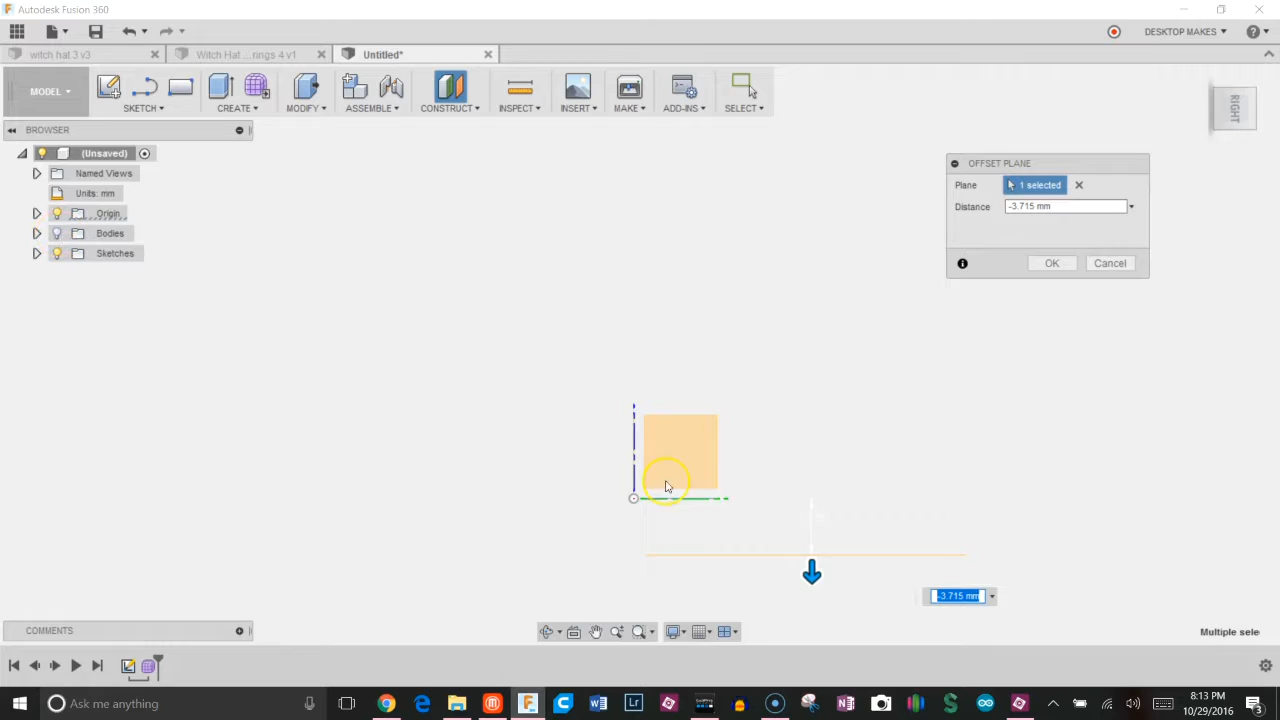 Autodesk Fusion 360
DESKTOP MAKES
witch hat 3 v3
Witch Hat ...rings 4 v1
Untitled*
MODEL
SKETCH
CREATE
MODIFY
ASSEMBLE
CONSTRUCT
INSPECT
INSERT
MAKE
ADD-INS
SELECT
RIGHT
BROWSER
(Unsaved)
Named Views
Units: mm
Origin
Bodies
Sketches
OFFSET PLANE
Plane 1 selected
Distance -3.715 mm
OK Cancel
-3.715 mm
COMMENTS
Multiple sele
Ask me anything
8:13 PM
10/29/2016